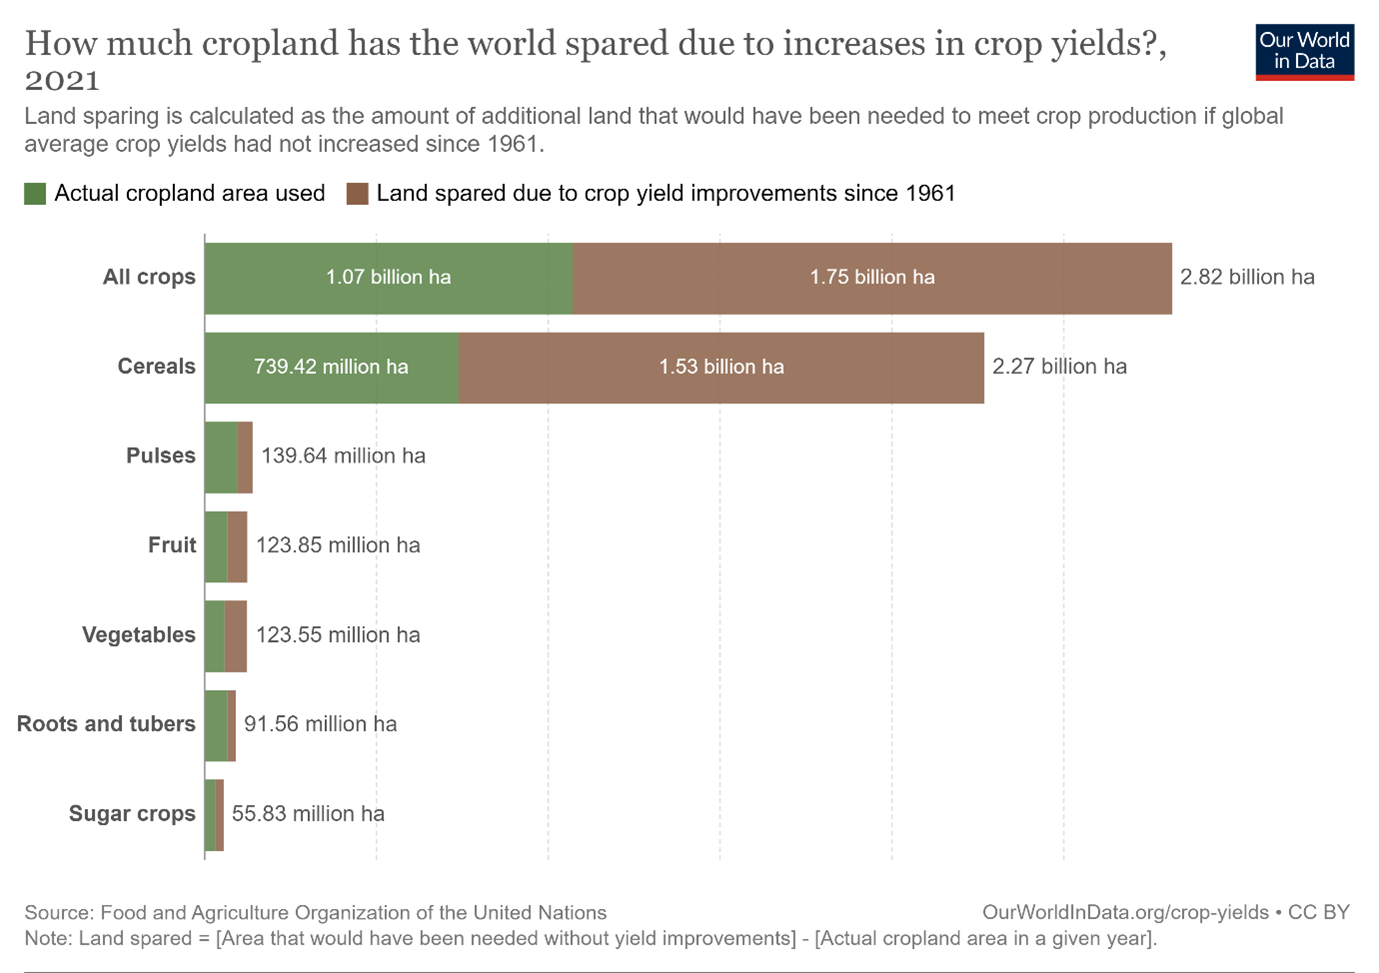 How much cropland has the world spared due to increases in crop yields?,
2021
Our World
in Data
Land sparing is calculated as the amount of additional land that would have been needed to meet crop production if global
average crop yields had not increased since 1961.
Actual cropland area used
Land spared due to crop yield improvements since 1961
All crops 1.07 billion ha 1.75 billion ha 2.82 billion ha
Cereals 739.42 million ha 1.53 billion ha 2.27 billion ha
Pulses 139.64 million ha
Fruit 123.85 million ha
Vegetables 123.55 million ha
Roots and tubers 91.56 million ha
Sugar crops 55.83 million ha
Source: Food and Agriculture Organization of the United Nations
OurWorldInData.org/crop-yields • CC BY
Note: Land spared = [Area that would have been needed without yield improvements] - [Actual cropland area in a given year].